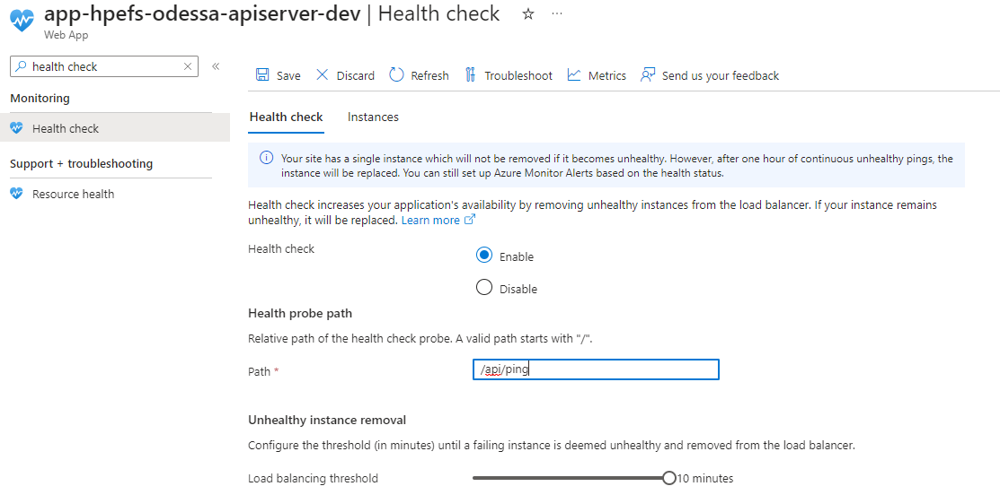 app-hpefs-odessa-apiserver-dev | Health check ☆ ...
Web App
health check × «
Save Discard Refresh Troubleshoot Metrics Send us your feedback
Monitoring
Health check
Support + troubleshooting
Resource health
Health check Instances
Your site has a single instance which will not be removed if it becomes unhealthy. However, after one hour of continuous unhealthy pings, the
instance will be replaced. You can still set up Azure Monitor Alerts based on the health status.
Health check increases your application's availability by removing unhealthy instances from the load balancer. If your instance remains
unhealthy, it will be replaced. Learn more
Health check
Enable
Disable
Health probe path
Relative path of the health check probe. A valid path starts with "/".
Path * /api/ping
Unhealthy instance removal
Configure the threshold (in minutes) until a failing instance is deemed unhealthy and removed from the load balancer.
Load balancing threshold 10 minutes